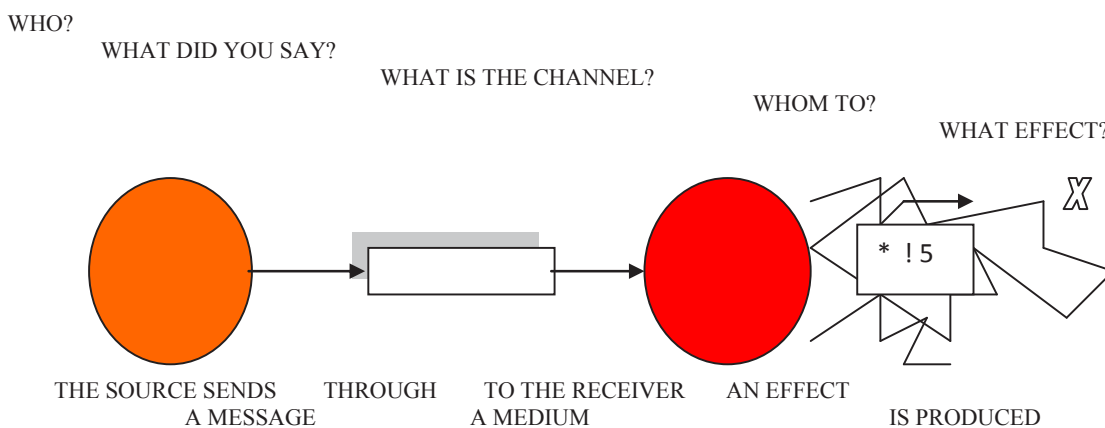 WHO?
WHAT DID YOU SAY?
WHAT IS THE CHANNEL?
WHOM TO?
WHAT EFFECT?
X
* !5
THE SOURCE SENDS THROUGH TO THE RECEIVER AN EFFECT
A MESSAGE A MEDIUM IS PRODUCED